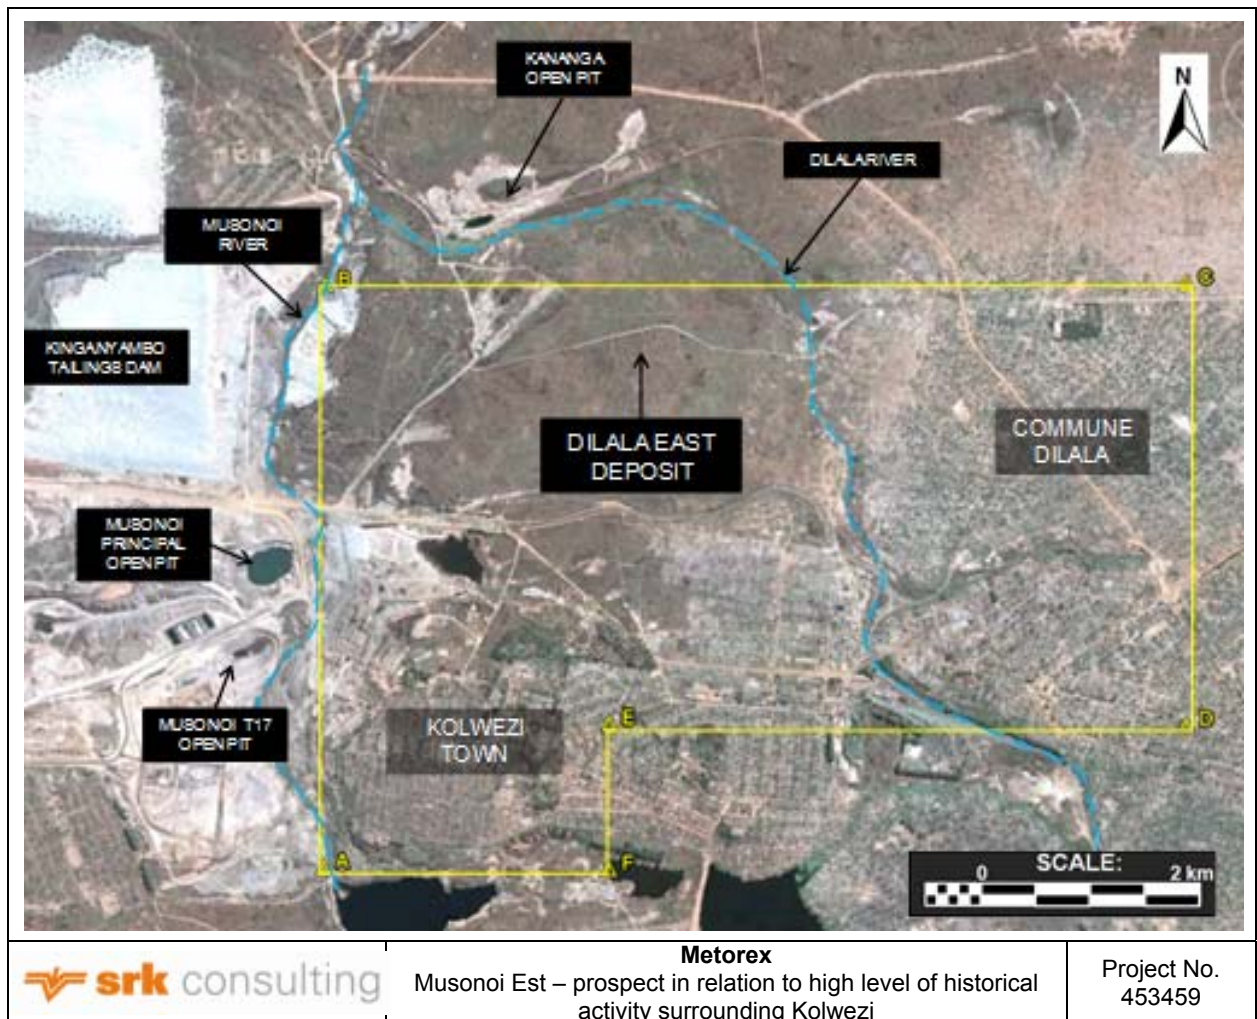 KANANGA
OPEN PIT
N
DILALA RIVER
MUSONOI
RIVER
B
C
KINGANYAMBO
TAILINGS DAM
DILALA EAST
DEPOSIT
COMMUNE
DILALA
MUSONOI
PRINCIPAL
OPEN PIT
MUSONOI T17
OPEN PIT
KOLWEZI
TOWN
E
D
A
F
SCALE:
0 2 km
srk consulting
Metorex
Musonoi Est – prospect in relation to high level of historical
activity surrounding Kolwezi
Project No.
453459